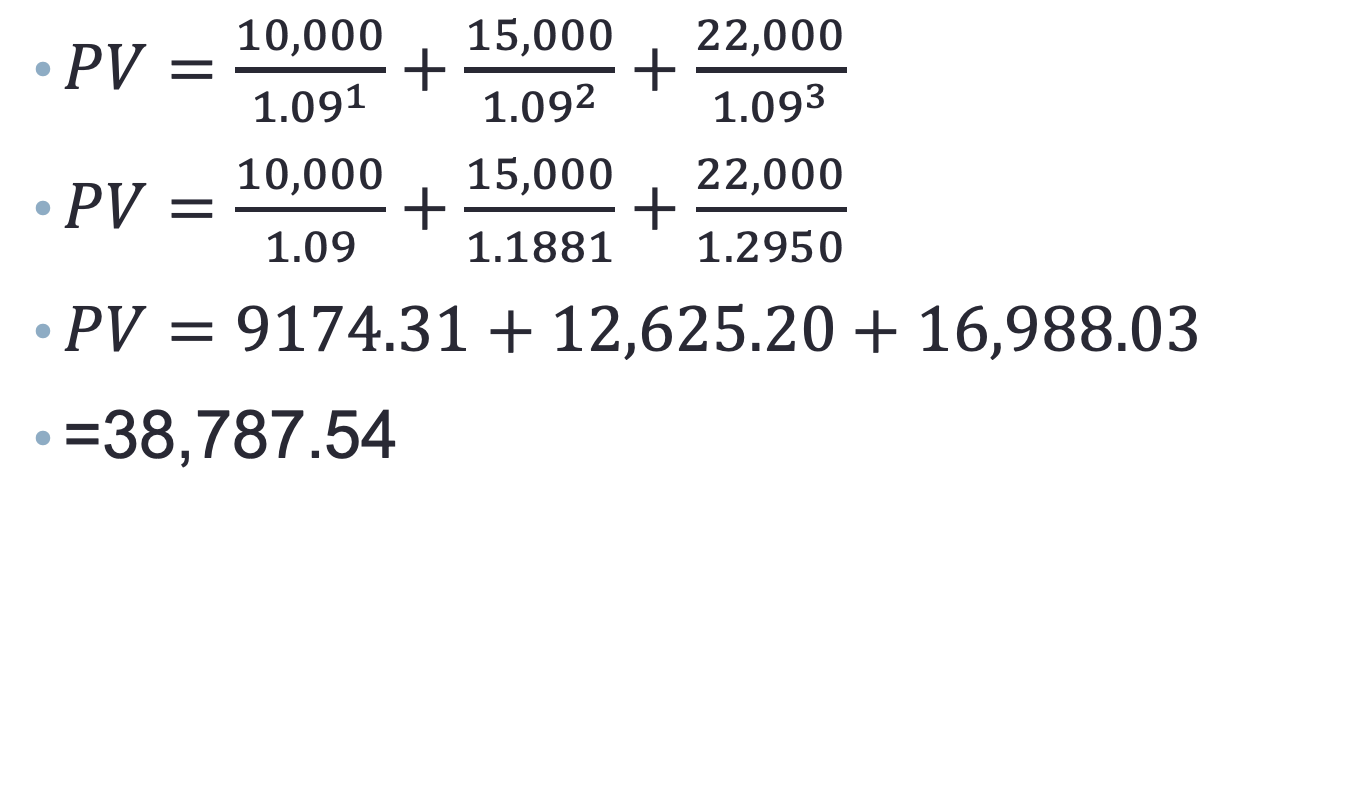 • PV = 10,000/1.09¹ + 15,000/1.09² + 22,000/1.09³
• PV = 10,000/1.09 + 15,000/1.1881 + 22,000/1.2950
• PV = 9174.31 + 12,625.20 + 16,988.03
• =38,787.54